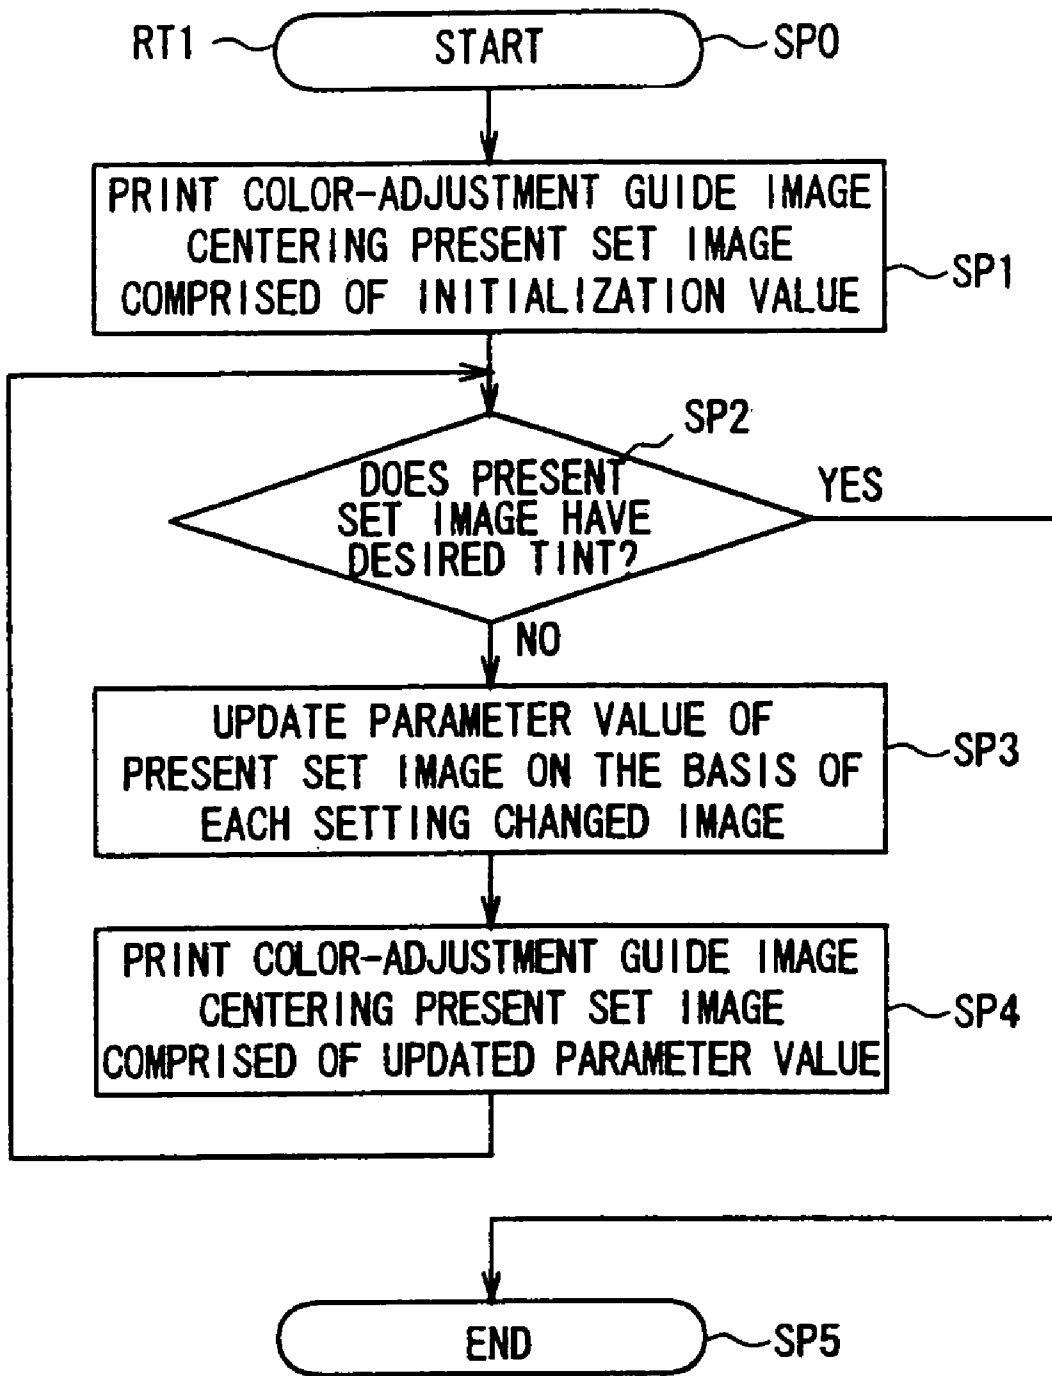 RT1
START
SP0
PRINT COLOR-ADJUSTMENT GUIDE IMAGE
CENTERING PRESENT SET IMAGE
COMPRISED OF INITIALIZATION VALUE
SP1
SP2
DOES PRESENT
SET IMAGE HAVE
DESIRED TINT?
YES
NO
UPDATE PARAMETER VALUE OF
PRESENT SET IMAGE ON THE BASIS OF
EACH SETTING CHANGED IMAGE
SP3
PRINT COLOR-ADJUSTMENT GUIDE IMAGE
CENTERING PRESENT SET IMAGE
COMPRISED OF UPDATED PARAMETER VALUE
SP4
END
SP5